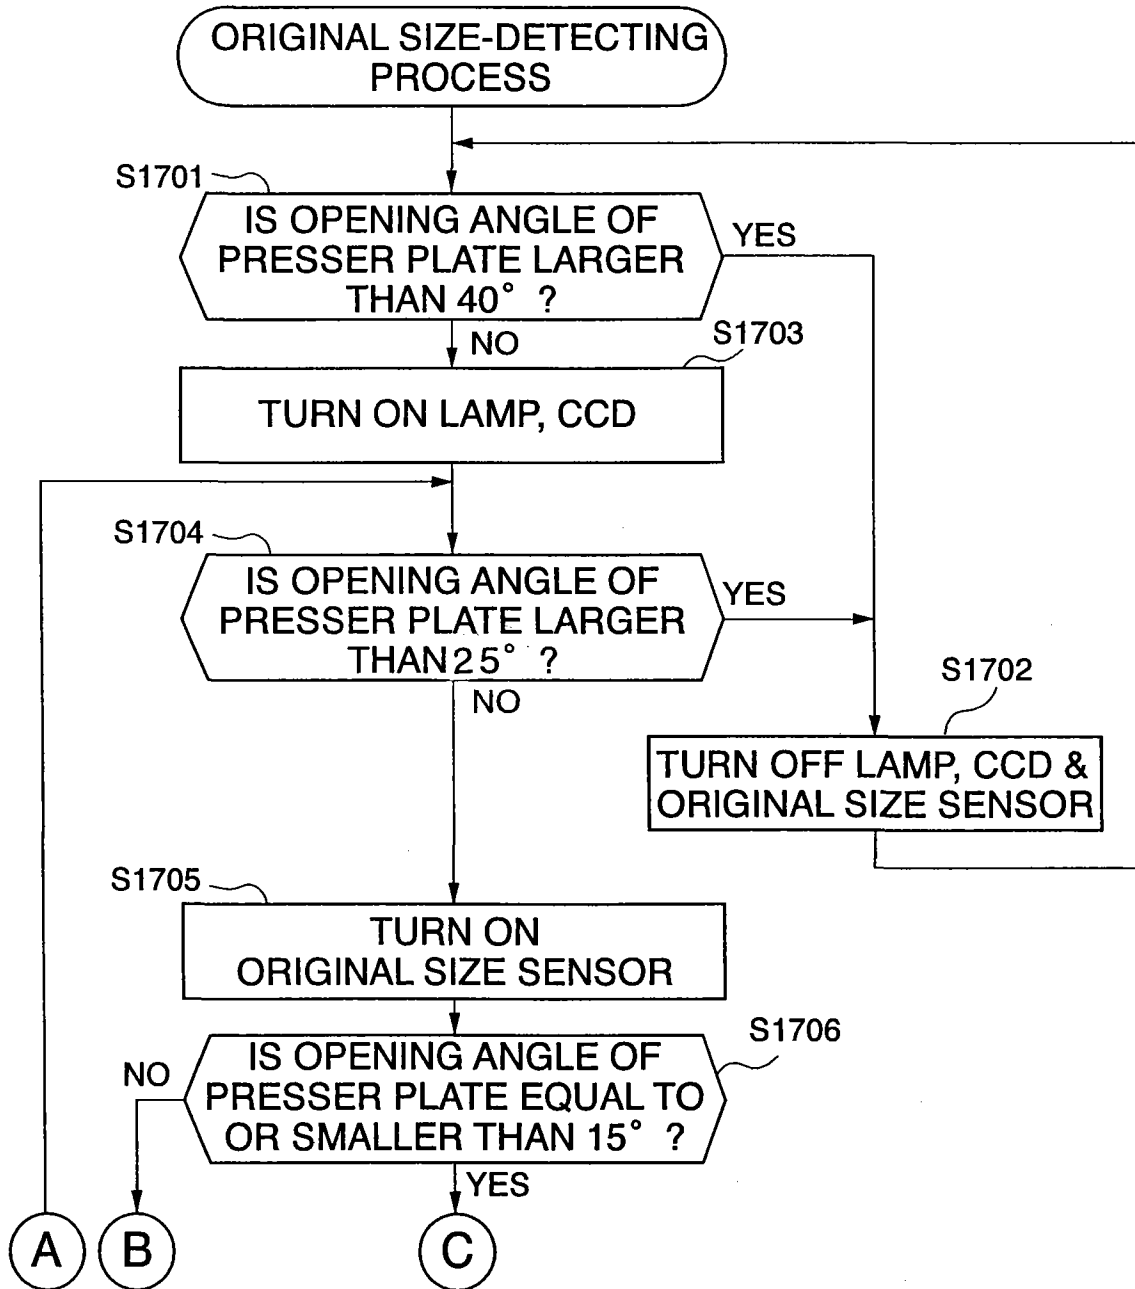 ORIGINAL SIZE-DETECTING
PROCESS
S1701
IS OPENING ANGLE OF
PRESSER PLATE LARGER
THAN 40° ?
YES
NO
S1703
TURN ON LAMP, CCD
S1704
IS OPENING ANGLE OF
PRESSER PLATE LARGER
THAN 25° ?
YES
NO
S1702
TURN OFF LAMP, CCD &
ORIGINAL SIZE SENSOR
S1705
TURN ON
ORIGINAL SIZE SENSOR
S1706
IS OPENING ANGLE OF
PRESSER PLATE EQUAL TO
OR SMALLER THAN 15° ?
NO
YES
A
B
C